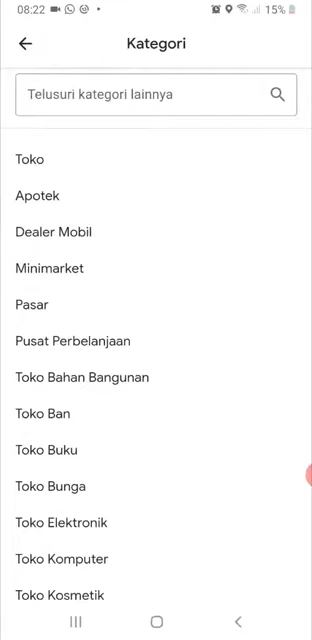 08:22
15%
Kategori
Telusuri kategori lainnya
Toko
Apotek
Dealer Mobil
Minimarket
Pasar
Pusat Perbelanjaan
Toko Bahan Bangunan
Toko Ban
Toko Buku
Toko Bunga
Toko Elektronik
Toko Komputer
Toko Kosmetik